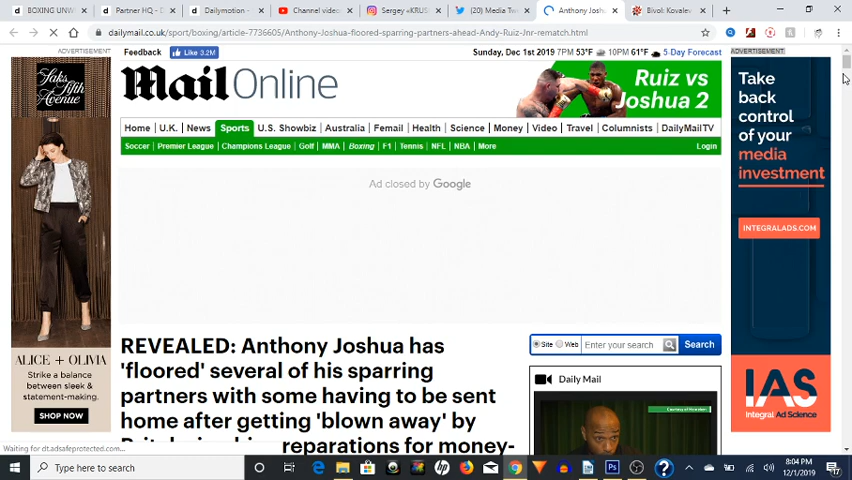 BOXING UNW
Partner HQ - D
Dailymotion -
Channel video
Sergey «KRUS
(20) Media Tw
Anthony Josh
Bivol: Kovalev
dailymail.co.uk/sport/boxing/article-7736605/Anthony-Joshua-floored-sparring-partners-ahead-Andy-Ruiz-Jnr-rematch.html
ADVERTISEMENT
Feedback
Like 3.2M
Sunday, Dec 1st 2019 7PM 53°F 10PM 61°F 5-Day Forecast
ADVERTISEMENT
Saks
Fifth
AVENUE
Mail Online
Ruiz vs
Joshua 2
Home U.K. News Sports U.S. Showbiz Australia Femail Health Science Money Video Travel Columnists DailyMailTV
Soccer Premier League Champions League Golf MMA Boxing F1 Tennis NFL NBA More Login
Ad closed by Google
Take
back
control
of your
media
investment
INTEGRALADS.COM
REVEALED: Anthony Joshua has
'floored' several of his sparring
partners with some having to be sent
home after getting 'blown away' by
reparations for money-
Site Web Enter your search Search
Daily Mail
Courtesy of Heineken
ALICE + OLIVIA
Strike a balance
between sleek &
statement-making.
SHOP NOW
IAS
Integral Ad Science
Waiting for dt.adsafeprotected.com...
Type here to search
8:04 PM
12/1/2019
17